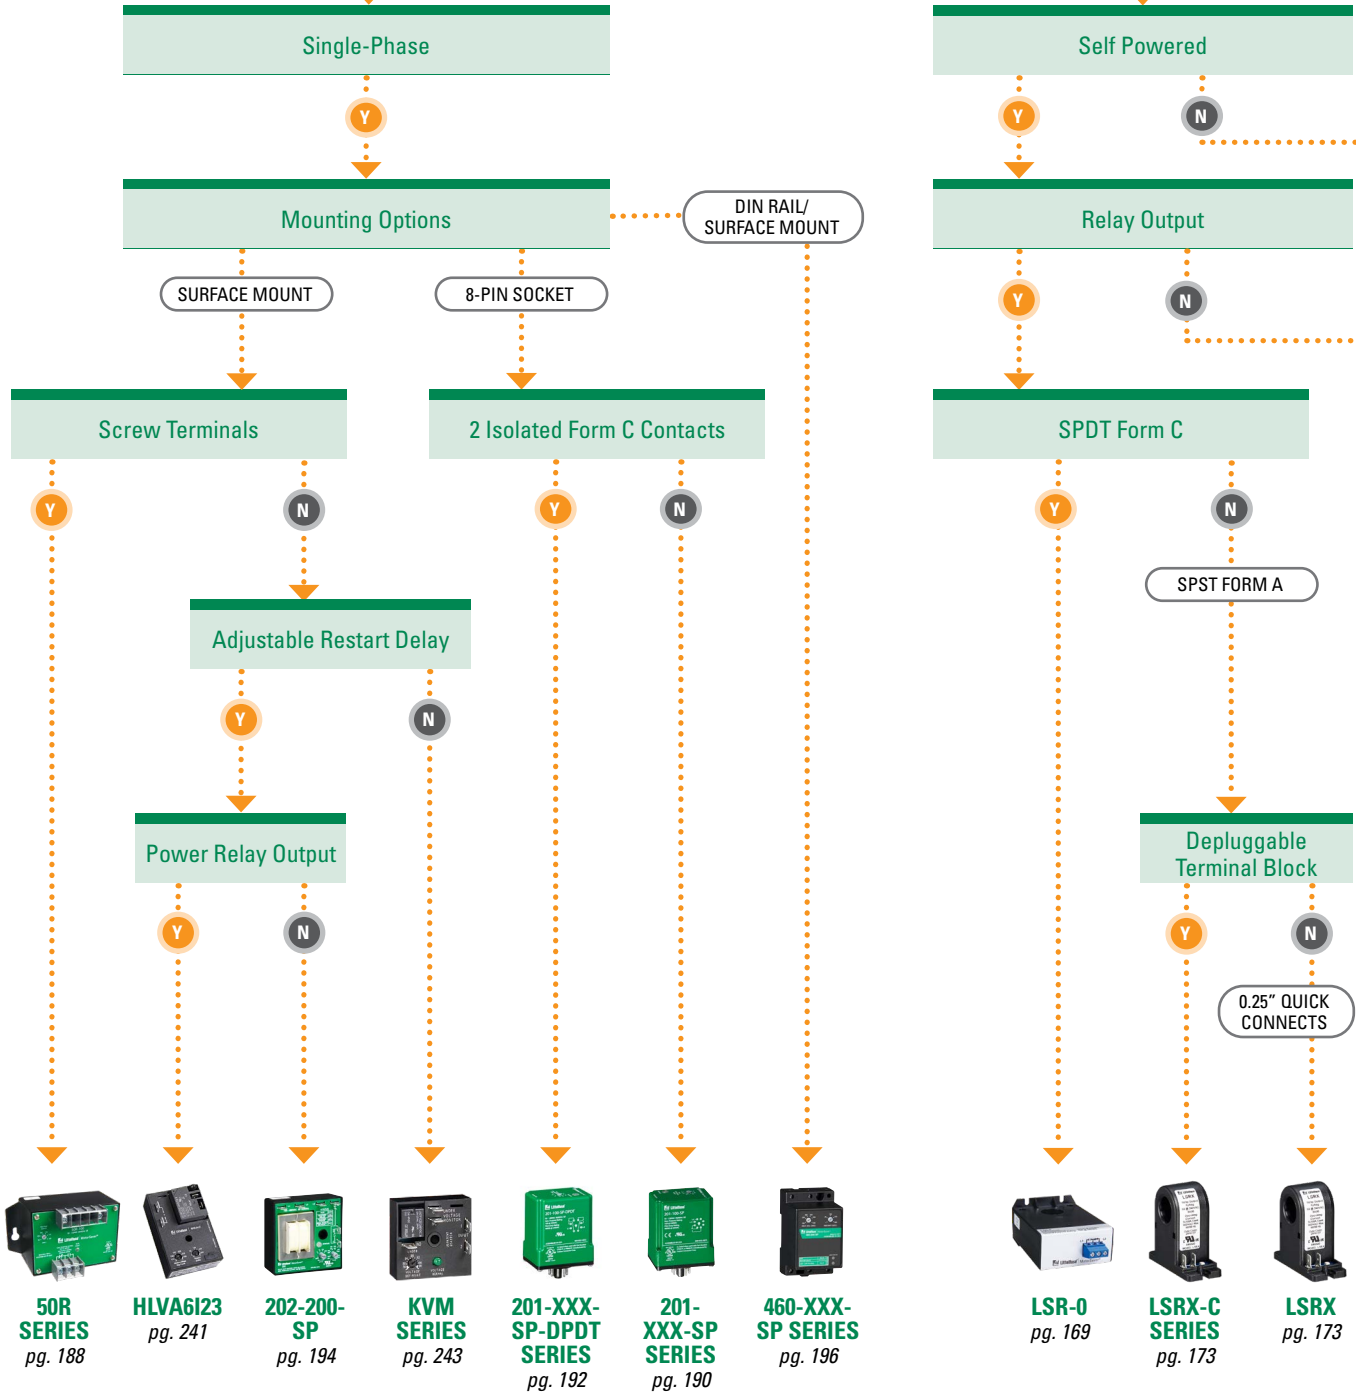 Single-Phase
Self Powered
Y
Y
N
Mounting Options
DIN RAIL/
SURFACE MOUNT
Relay Output
SURFACE MOUNT
8-PIN SOCKET
Y
N
Screw Terminals
2 Isolated Form C Contacts
SPDT Form C
Y
N
Y
N
Y
N
SPST FORM A
Adjustable Restart Delay
Y
N
Power Relay Output
Depluggable
Terminal Block
Y
N
Y
N
0.25” QUICK
CONNECTS
50R
SERIES
pg. 188
HLVA6I23
pg. 241
202-200-
SP
pg. 194
KVM
SERIES
pg. 243
201-XXX-
SP-DPDT
SERIES
pg. 192
201-
XXX-SP
SERIES
pg. 190
460-XXX-
SP SERIES
pg. 196
LSR-0
pg. 169
LSRX-C
SERIES
pg. 173
LSRX
pg. 173